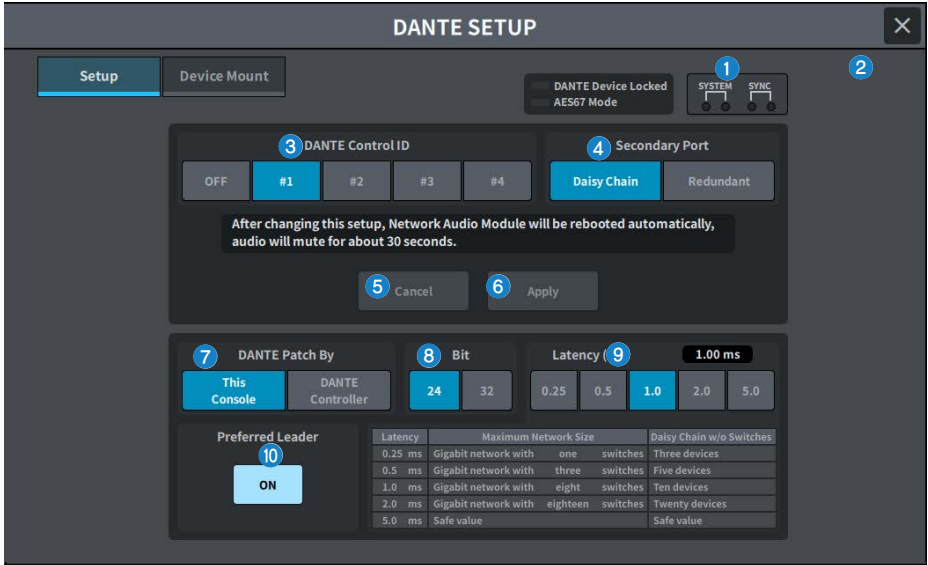 DANTE SETUP
Setup
Device Mount
DANTE Device Locked
AES67 Mode
1
SYSTEM
SYNC
2
3
DANTE Control ID
OFF
#1
#2
#3
#4
4
Secondary Port
Daisy Chain
Redundant
After changing this setup, Network Audio Module will be rebooted automatically,
audio will mute for about 30 seconds.
5
Cancel
6
Apply
7
DANTE Patch By
This
Console
DANTE
Controller
8
Bit
24
32
Latency (
9
1.00 ms
0.25
0.5
1.0
2.0
5.0
Preferred Leader
10
ON
Latency Maximum Network Size Daisy Chain w/o Switches
0.25 ms Gigabit network with one switches Three devices
0.5 ms Gigabit network with three switches Five devices
1.0 ms Gigabit network with eight switches Ten devices
2.0 ms Gigabit network with eighteen switches Twenty devices
5.0 ms Safe value Safe value